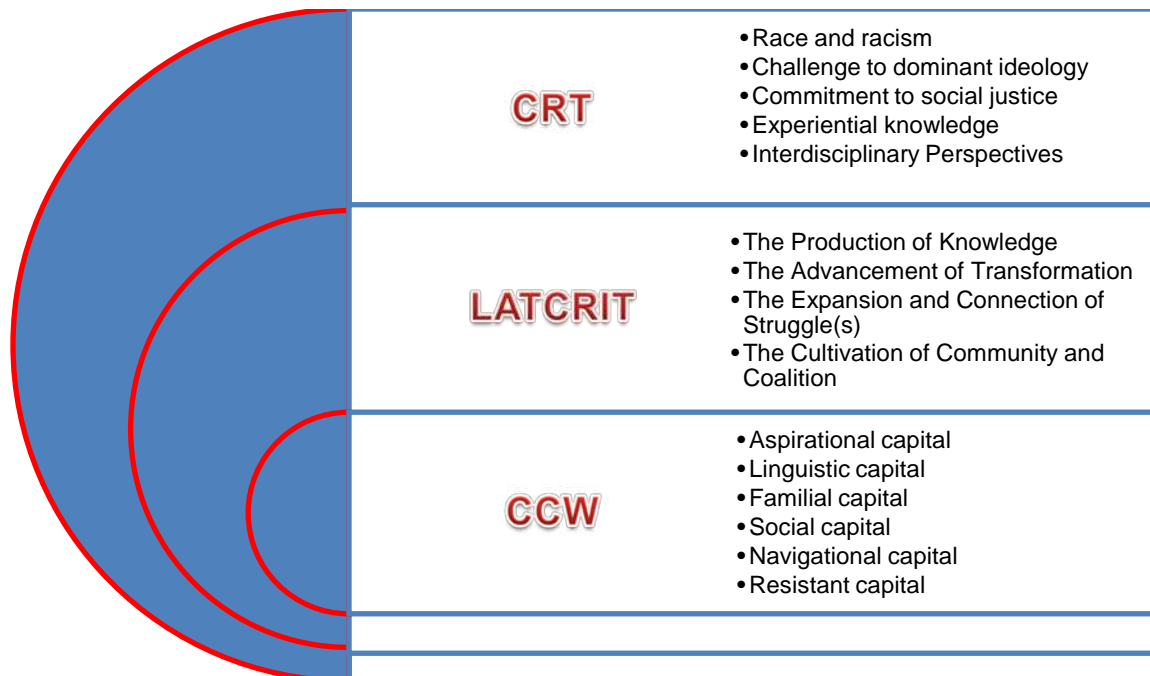 CRT
•Race and racism
•Challenge to dominant ideology
•Commitment to social justice
•Experiential knowledge
•Interdisciplinary Perspectives
LATCRIT
•The Production of Knowledge
•The Advancement of Transformation
•The Expansion and Connection of
Struggle(s)
•The Cultivation of Community and
Coalition
CCW
•Aspirational capital
•Linguistic capital
•Familial capital
•Social capital
•Navigational capital
•Resistant capital